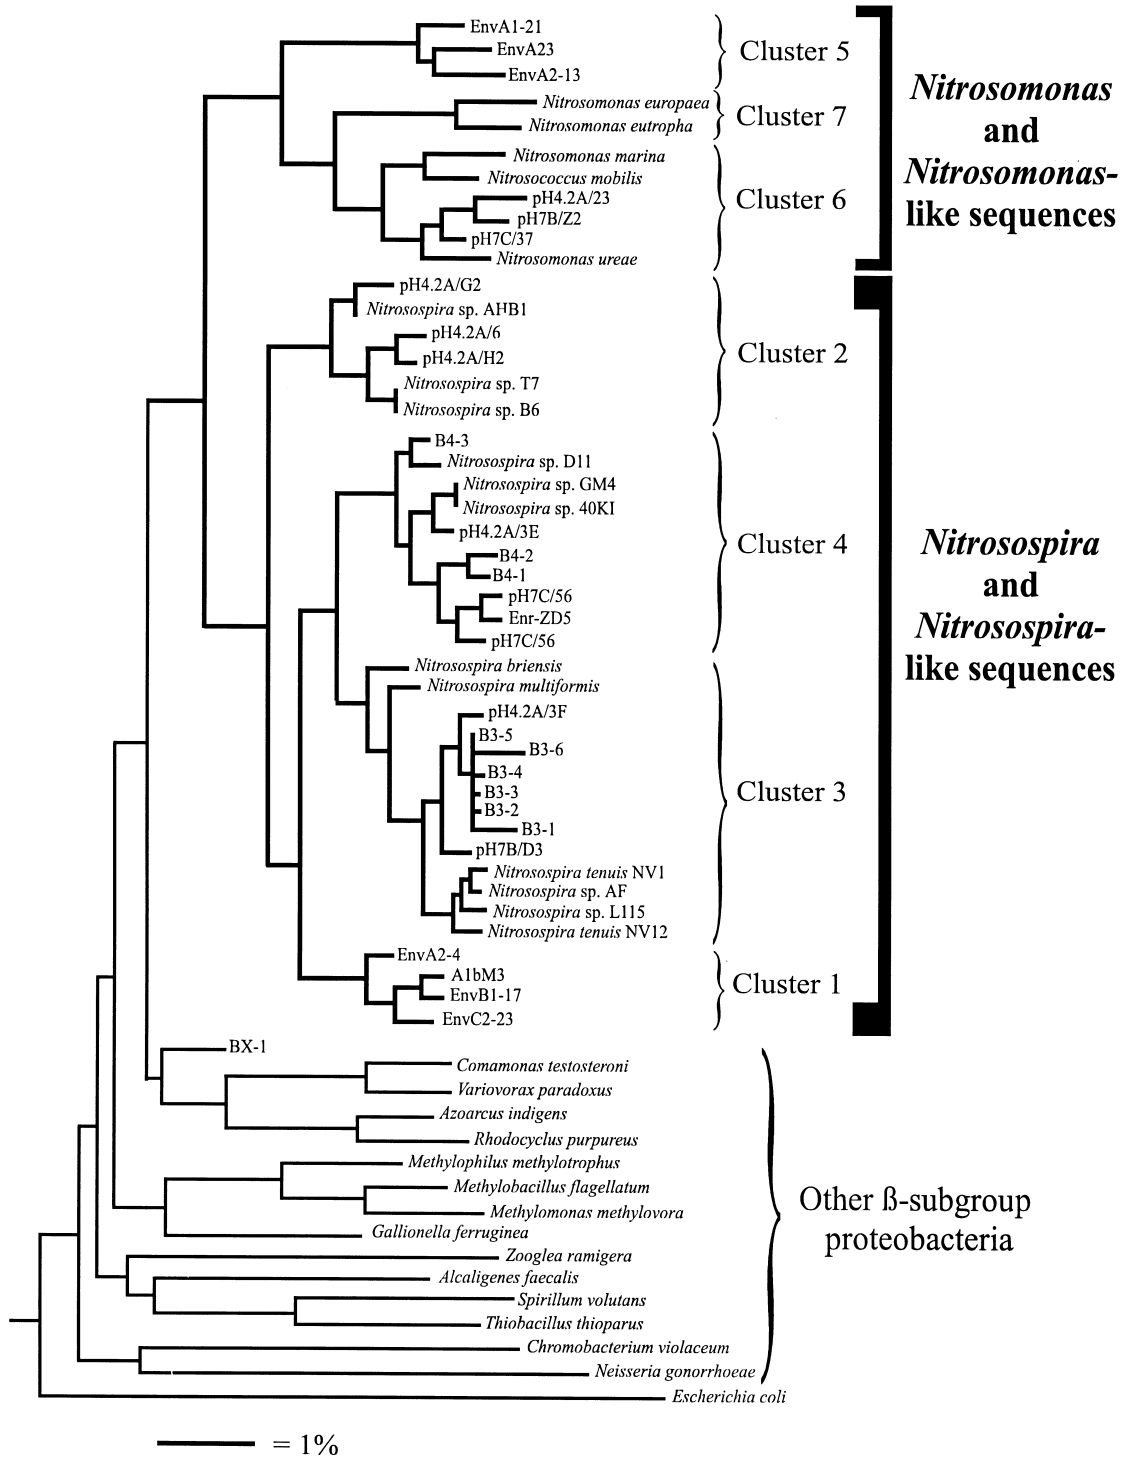 EnvA1-21
EnvA23
EnvA2-13
Cluster 5
Nitrosomonas europaea
Nitrosomonas eutropha
Cluster 7
Nitrosomonas marina
Nitrosococcus mobilis
pH4.2A/23
pH7B/Z2
pH7C/37
Nitrosomonas ureae
Cluster 6
Nitrosomonas
and
Nitrosomonas-
like sequences
pH4.2A/G2
Nitrosospira sp. AHB1
pH4.2A/6
pH4.2A/H2
Nitrosospira sp. T7
Nitrosospira sp. B6
Cluster 2
B4-3
Nitrosospira sp. D11
Nitrosospira sp. GM4
Nitrosospira sp. 40KI
pH4.2A/3E
B4-2
B4-1
pH7C/56
Enr-ZD5
pH7C/56
Cluster 4
Nitrosospira
and
Nitrosospira-
like sequences
Nitrosospira briensis
Nitrosospira multiformis
pH4.2A/3F
B3-5
B3-6
B3-4
B3-3
B3-2
B3-1
pH7B/D3
Nitrosospira tenuis NV1
Nitrosospira sp. AF
Nitrosospira sp. L115
Nitrosospira tenuis NV12
Cluster 3
EnvA2-4
A1bM3
EnvB1-17
EnvC2-23
Cluster 1
BX-1
Comamonas testosteroni
Variovorax paradoxus
Azoarcus indigens
Rhodocyclus purpureus
Methylophilus methylotrophus
Methylobacillus flagellatum
Methylomonas methylovora
Gallionella ferruginea
Zooglea ramigera
Alcaligenes faecalis
Spirillum volutans
Thiobacillus thioparus
Chromobacterium violaceum
Neisseria gonorrhoeae
Other ß-subgroup
proteobacteria
Escherichia coli
= 1%